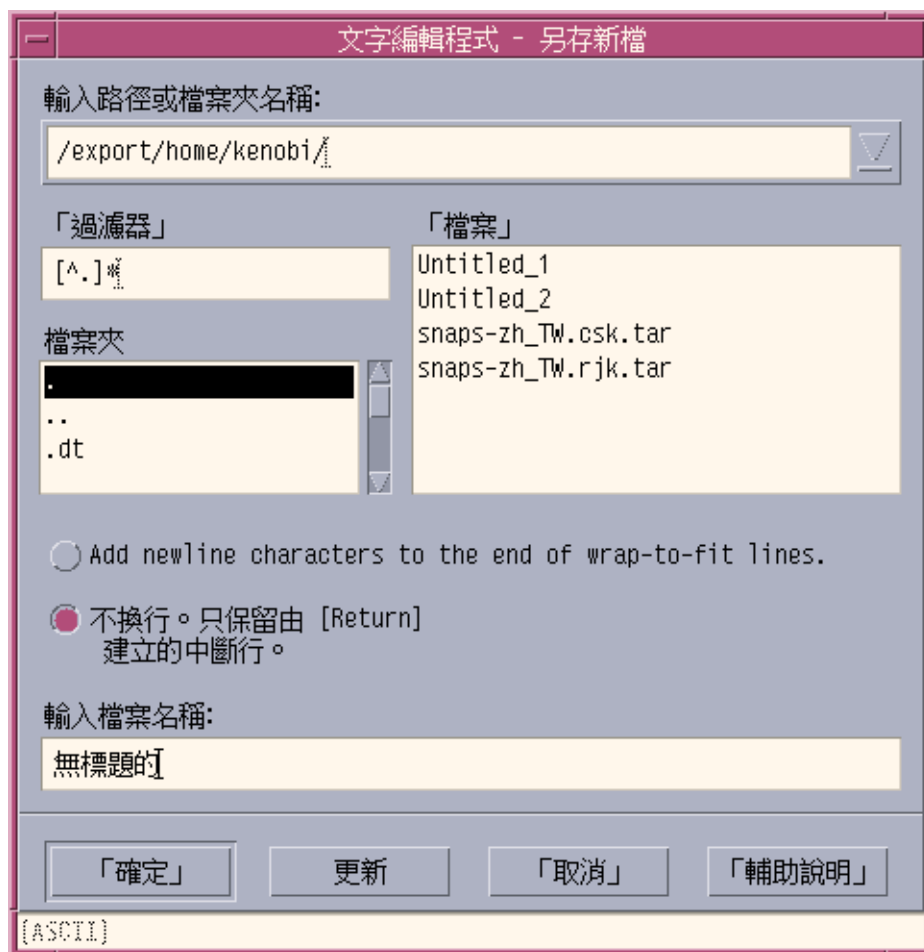 文字編輯程式 - 另存新檔
輸入路徑或檔案夾名稱:
/export/home/kenobi/
「過濾器」
[^.]*
檔案夾
.
..
.dt
「檔案」
Untitled_1
Untitled_2
snaps-zh_TW.csk.tar
snaps-zh_TW.rjk.tar
Add newline characters to the end of wrap-to-fit lines.
不換行。只保留由 [Return]
建立的中斷行。
輸入檔案名稱:
無標題的
「確定」 更新 「取消」 「輔助說明」
[ASCII]